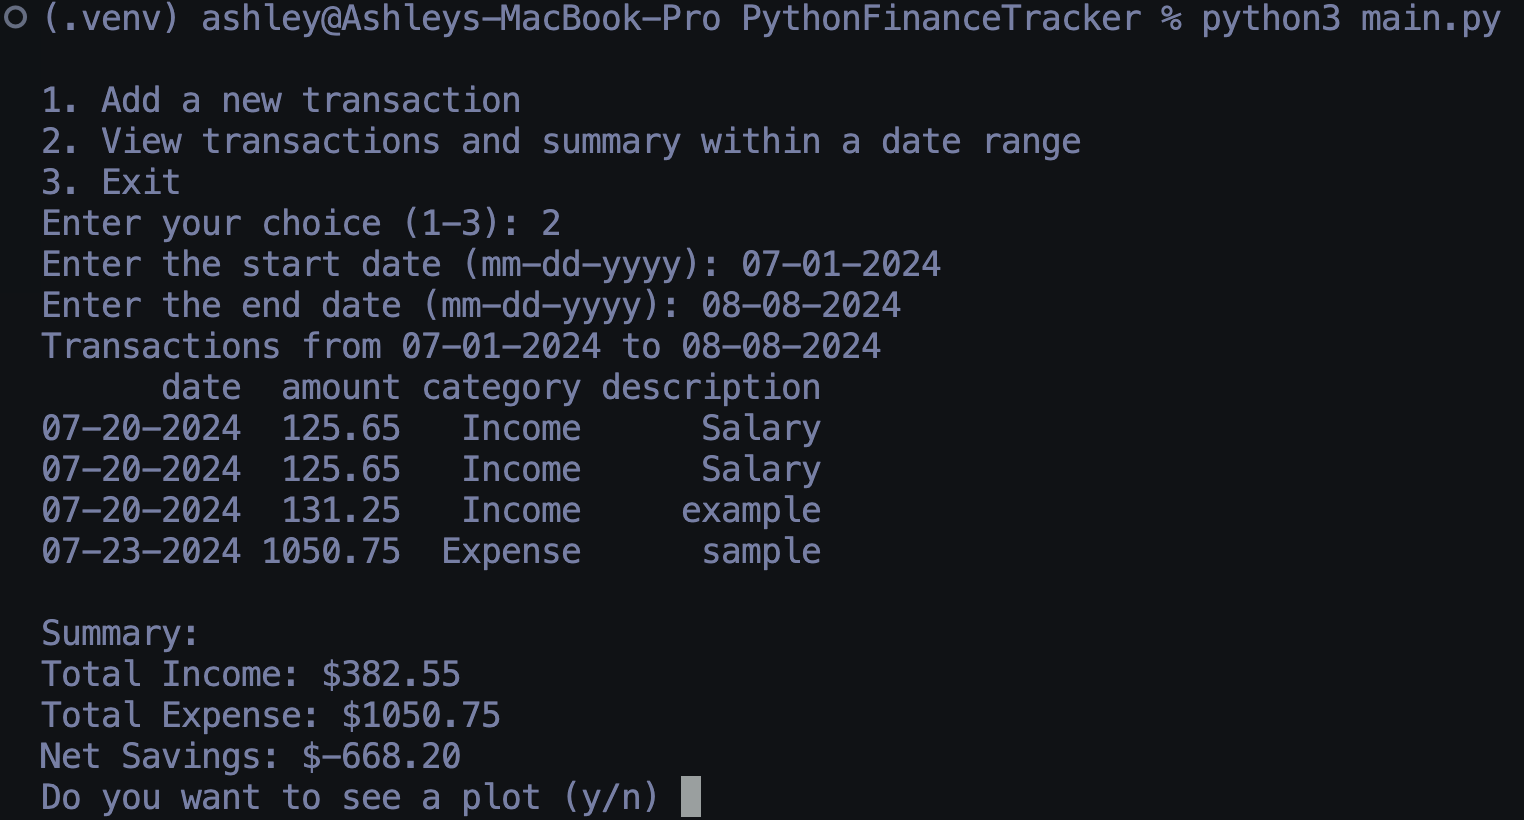 (.venv) ashley@Ashleys-MacBook-Pro PythonFinanceTracker % python3 main.py
1. Add a new transaction
2. View transactions and summary within a date range
3. Exit
Enter your choice (1-3): 2
Enter the start date (mm-dd-yyyy): 07-01-2024
Enter the end date (mm-dd-yyyy): 08-08-2024
Transactions from 07-01-2024 to 08-08-2024
      date  amount category description
07-20-2024  125.65   Income      Salary
07-20-2024  125.65   Income      Salary
07-20-2024  131.25   Income     example
07-23-2024 1050.75  Expense      sample
Summary:
Total Income: $382.55
Total Expense: $1050.75
Net Savings: $-668.20
Do you want to see a plot (y/n)